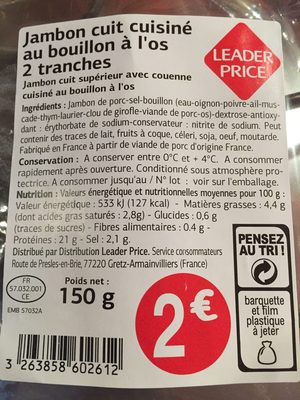 Jambon cuit cuisiné
au bouillon à l'os
2 tranches
Jambon cuit supérieur avec couenne
cuisiné au bouillon à l'os
LEADER
PRICE
Ingrédients : Jambon de porc-sel-bouillon (eau-oignon-poivre-ail-mus-
cade-thym-laurier-clou de girofle-viande de porc-os)-dextrose-antioxy-
dant : érythorbate de sodium-conservateur : nitrite de sodium. Peut
contenir des traces de lait, fruits à coque, céleri, soja, oeuf, moutarde.
Fabriqué en France à partir de viande de porc d'origine France.
Conservation : A conserver entre 0°C et + 4°C. A consommer
rapidement après ouverture. Conditionné sous atmosphère pro-
tectrice. A consommer jusqu'au / N° lot : voir sur l'emballage.
Nutrition : Valeurs énergétique et nutritionnelles moyennes pour 100 g :
Valeur énergétique : 533 kJ (127 kcal) - Matières grasses : 4,4 g
(dont acides gras saturés : 2,8g) - Glucides : 0,6 g
(traces de sucres) - Fibres alimentaires : 0.4 g -
Protéines : 21 g - Sel : 2,1 g.
Distribué par Distribution Leader Price. Service consommateurs
Route de Presles-en-Brie, 77220 Gretz-Armainvilliers (France)
FR
57.032.001
CE
EMB 57032A
Poids net :
150 g
2€
PENSEZ
AU TRI !
barquette
et film
plastique
à jeter
3 263858 602612